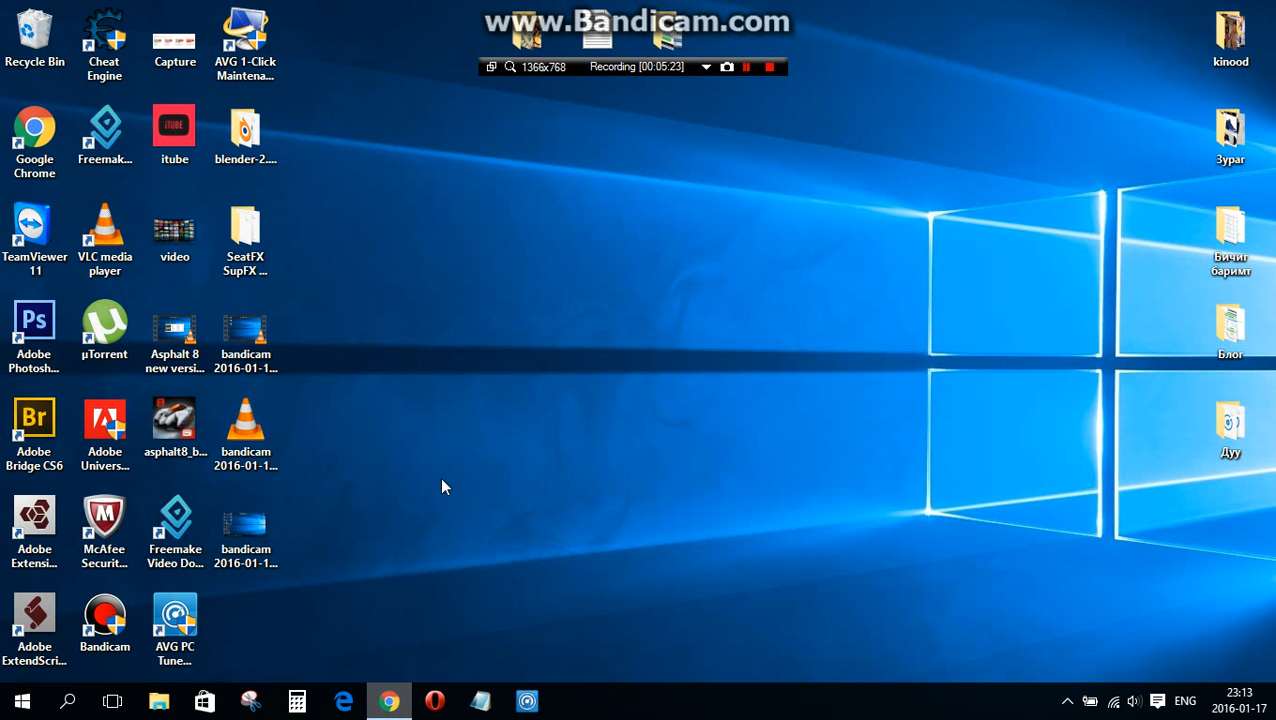 www.Bandicam.com
1366x768 Recording [00:05:23]
Recycle Bin
Cheat
Engine
Capture
AVG 1-Click
Maintena...
Google
Chrome
Freemak...
iTUBE
itube
blender-2....
TeamViewer
11
VLC media
player
video
SeatFX
SupFX ...
Ps
Adobe
Photosh...
µTorrent
Asphalt 8
new versi...
bandicam
2016-01-1...
Br
Adobe
Bridge CS6
Adobe
Univers...
asphalt8_b...
bandicam
2016-01-1...
Adobe
Extensi...
McAfee
Securit...
Freemake
Video Do...
bandicam
2016-01-1...
Adobe
ExtendScri...
Bandicam
AVG PC
Tune...
kinood
Зураг
Бичиг
баримт
Блог
Дуу
ENG
23:13
2016-01-17